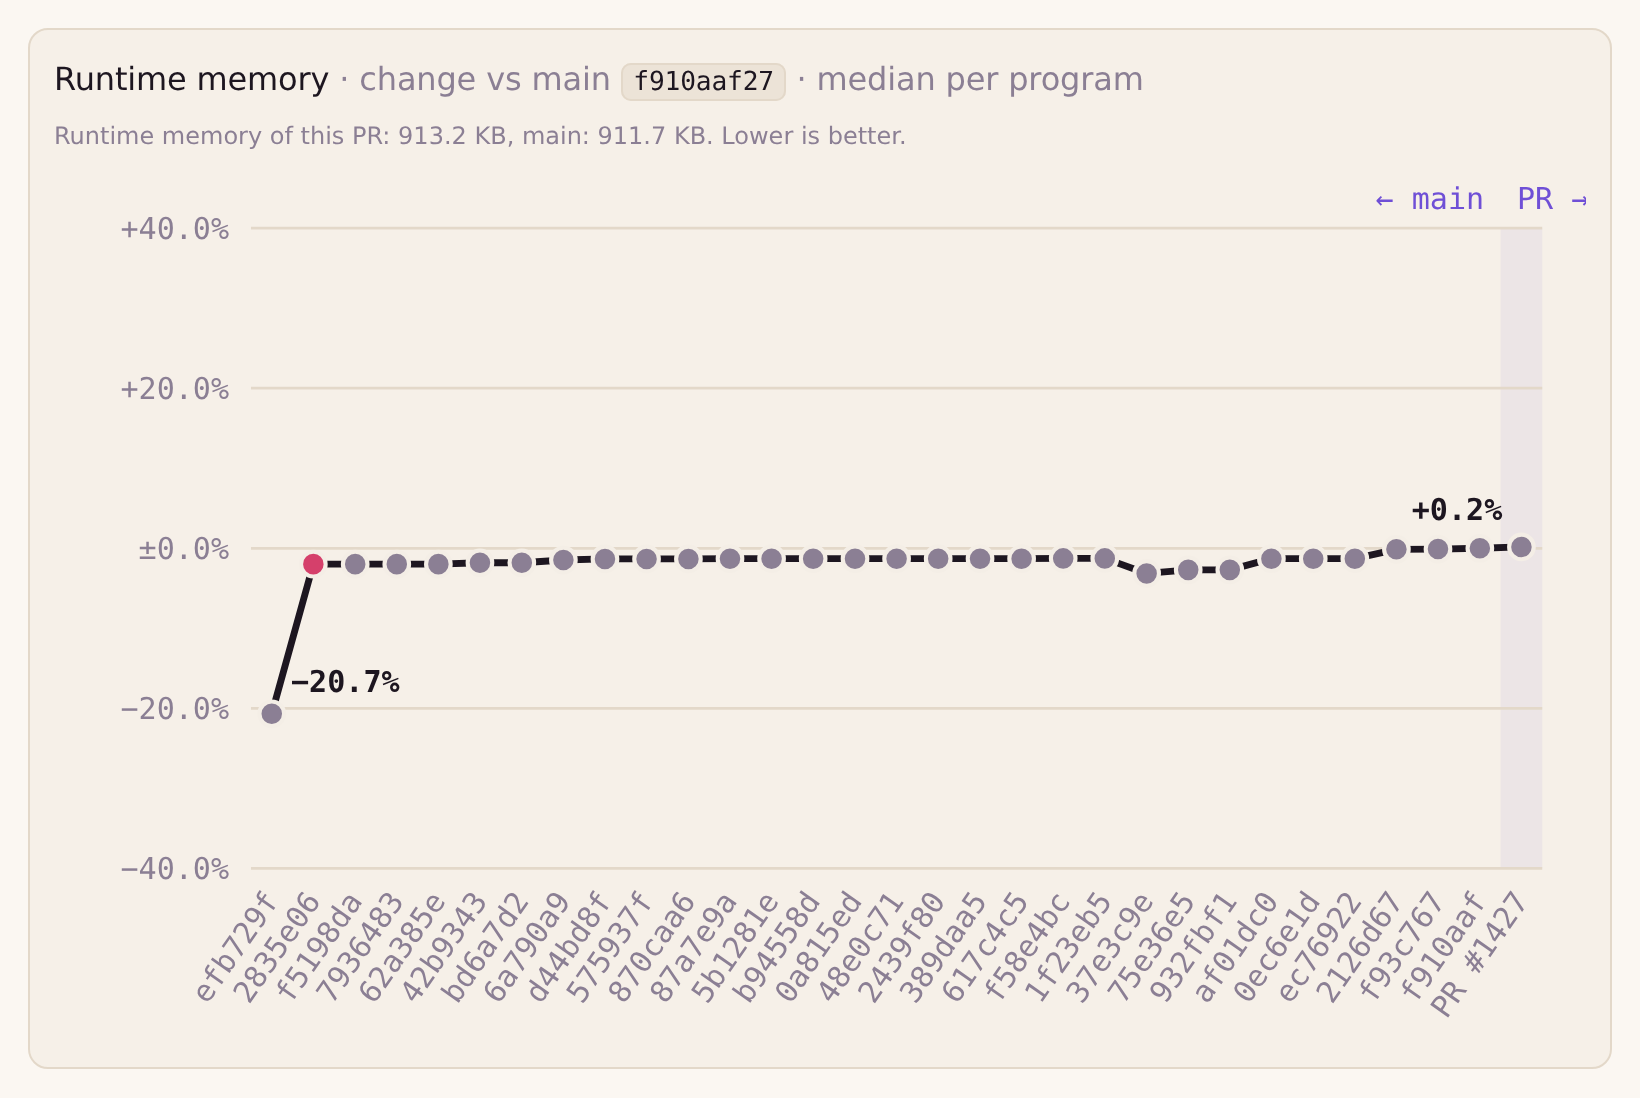 Runtime memory · change vs main f910aaf27 · median per program
Runtime memory of this PR: 913.2 KB, main: 911.7 KB. Lower is better.
← main PR →
+40.0%
+20.0%
+0.2%
±0.0%
−20.7%
−20.0%
−40.0%
efb729f
2835e06
f5198da
7936483
62a385e
42b9343
bd6a7d2
6a790a9
d44bd8f
575937f
870caa6
87a7e9a
5b1281e
b94558d
0a815ed
48e0c71
2439f80
389daa5
617c4c5
f58e4bc
1f23eb5
37e3c9e
75e36e5
932fbf1
af01dc0
0ec6e1d
ec76922
2126d67
f93c767
f910aaf
PR #1427